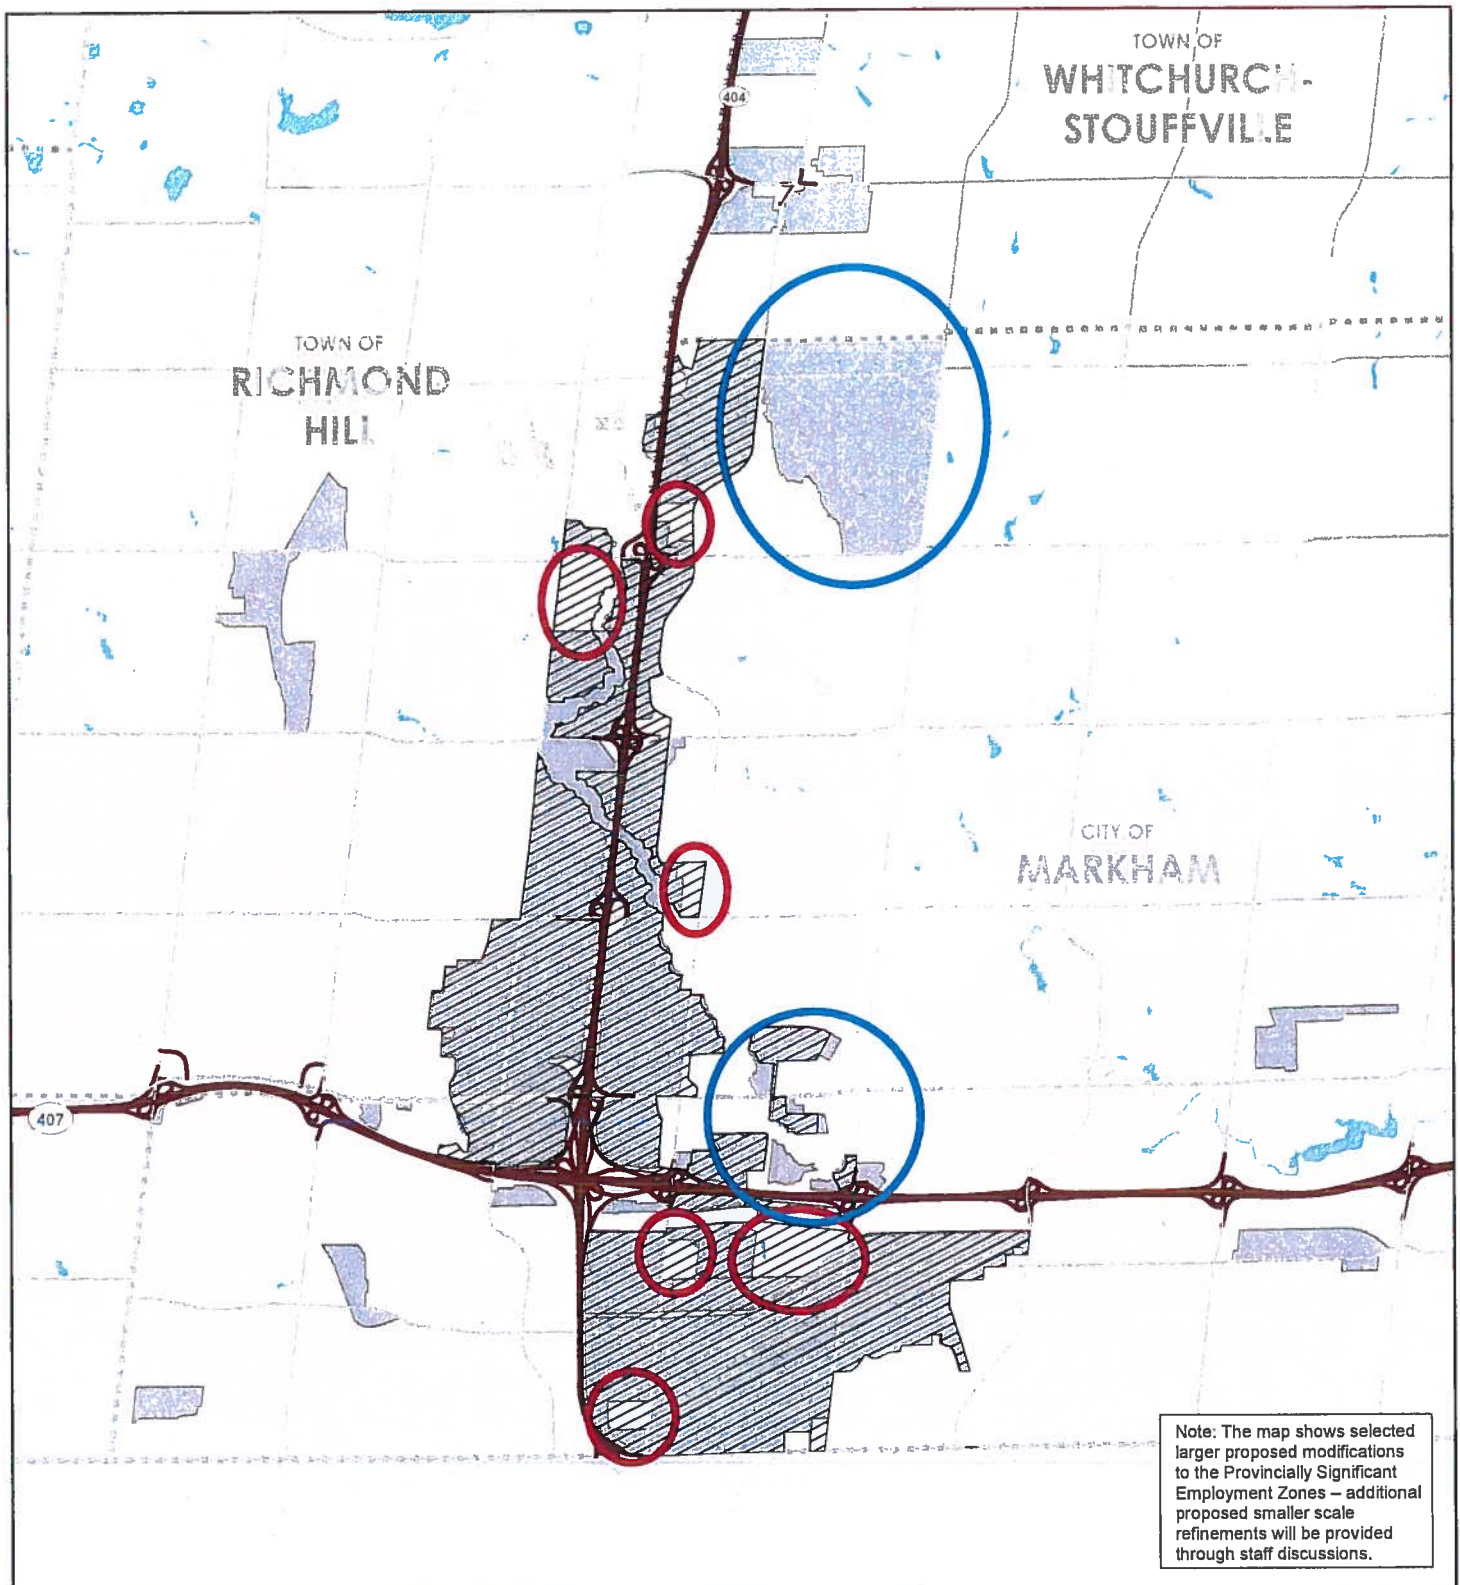 TOWN OF
WHITCHURCH-
STOUFFVILLE
404
TOWN OF
RICHMOND
HILL
CITY OF
MARKHAM
407
Note: The map shows selected
larger proposed modifications
to the Provincially Significant
Employment Zones – additional
proposed smaller scale
refinements will be provided
through staff discussions.